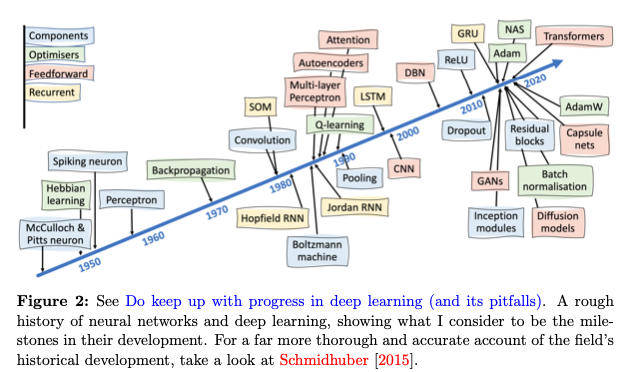 Components
Optimisers
Feedforward
Recurrent
Attention
Autoencoders
Multi-layer
Perceptron
SOM
LSTM
DBN
GRU
NAS
Transformers
ReLU
Adam
Q-learning
Convolution
Spiking neuron
Backpropagation
Hebbian
learning
Perceptron
McCulloch &
Pitts neuron
1950
1960
1970
1980
1990
2000
2010
2020
Hopfield RNN
Boltzmann
machine
Jordan RNN
Pooling
CNN
Dropout
Residual
blocks
AdamW
Capsule
nets
GANs
Batch
normalisation
Inception
modules
Diffusion
models
Figure 2: See Do keep up with progress in deep learning (and its pitfalls). A rough
history of neural networks and deep learning, showing what I consider to be the mile-
stones in their development. For a far more thorough and accurate account of the field's
historical development, take a look at Schmidhuber [2015].